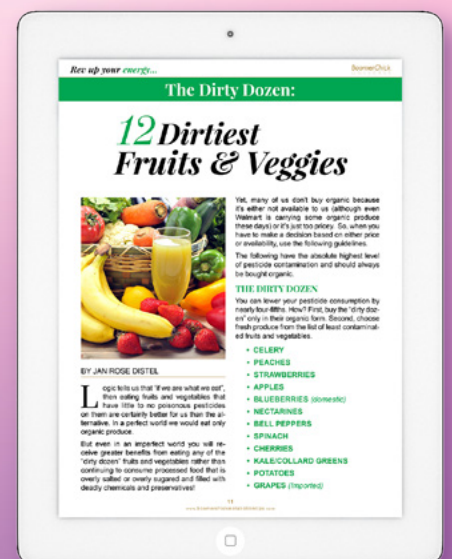 Rev up your energy...
BoomerChick
The Dirty Dozen:
12 Dirtiest
Fruits & Veggies
BY JAN ROSE DISTEL
Logic tells us that "if we are what we eat",
then eating fruits and vegetables that
have little to no poisonous pesticides
on them are certainly better for us than the al-
ternative. In a perfect world we would eat only
organic produce.
But even in an imperfect world you will re-
ceive greater benefits from eating any of the
"dirty dozen" fruits and vegetables rather than
continuing to consume processed food that is
overly salted or overly sugared and filled with
deadly chemicals and preservatives!
Yet, many of us don't buy organic because
it's either not available to us (although even
Walmart is carrying some organic produce
these days) or it's just too pricey. So, when you
have to make a decision based on either price
or availability, use the following guidelines.
The following have the absolute highest level
of pesticide contamination and should always
be bought organic.
THE DIRTY DOZEN
You can lower your pesticide consumption by
nearly four-fifths. How? First, buy the "dirty doz-
en" only in their organic form. Second, choose
fresh produce from the list of least contaminat-
ed fruits and vegetables.
• CELERY
• PEACHES
• STRAWBERRIES
• APPLES
• BLUEBERRIES (domestic)
• NECTARINES
• BELL PEPPERS
• SPINACH
• CHERRIES
• KALE/COLLARD GREENS
• POTATOES
• GRAPES (Imported)